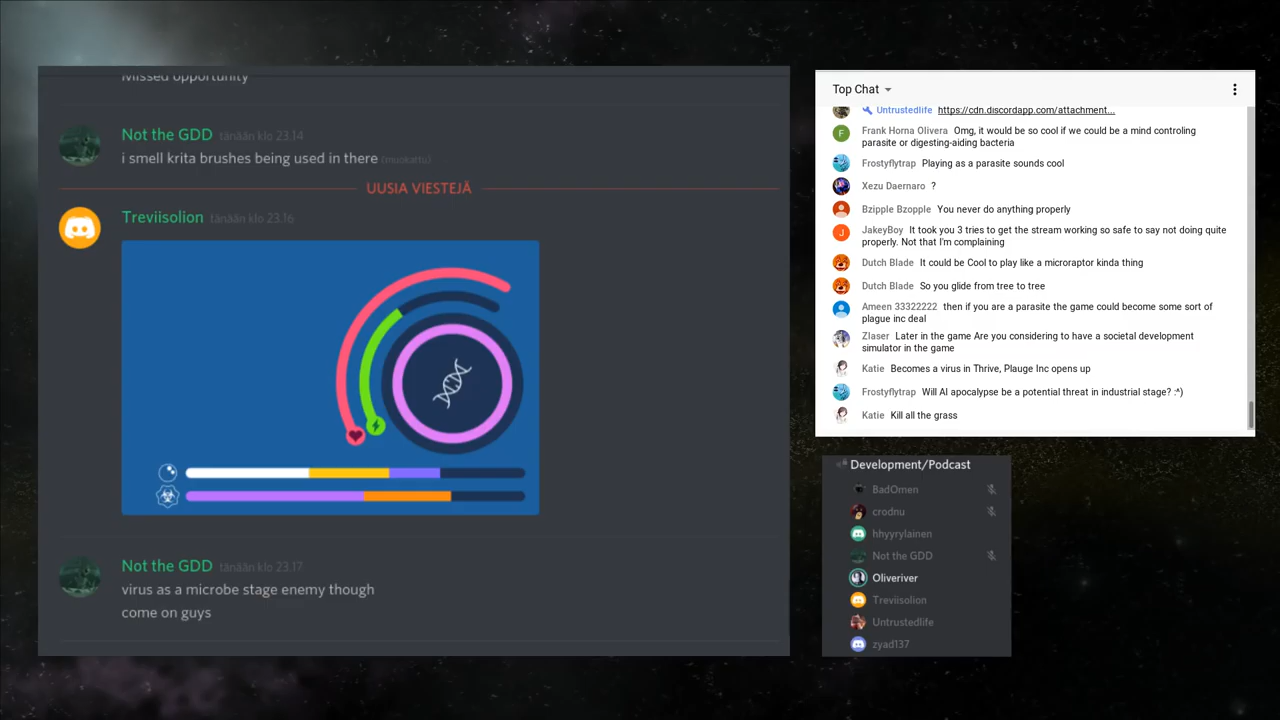 Missed opportunity
Not the GDD tänään klo 23.14
i smell krita brushes being used in there (muokattu)
UUSIA VIESTEJÄ
Treviisolion tänään klo 23.16
Not the GDD tänään klo 23.17
virus as a microbe stage enemy though
come on guys
Top Chat
Untrustedlife https://cdn.discordapp.com/attachment...
F Frank Horna Olivera Omg, it would be so cool if we could be a mind controling
parasite or digesting-aiding bacteria
Frostyflytrap Playing as a parasite sounds cool
Xezu Daernaro ?
Bzipple Bzopple You never do anything properly
J JakeyBoy It took you 3 tries to get the stream working so safe to say not doing quite
properly. Not that I'm complaining
Dutch Blade It could be Cool to play like a microraptor kinda thing
Dutch Blade So you glide from tree to tree
Ameen 33322222 then if you are a parasite the game could become some sort of
plague inc deal
Zlaser Later in the game Are you considering to have a societal development
simulator in the game
Katie Becomes a virus in Thrive, Plauge Inc opens up
Frostyflytrap Will AI apocalypse be a potential threat in industrial stage? :^)
Katie Kill all the grass
Development/Podcast
BadOmen
crodnu
hhyyrylainen
Not the GDD
Oliveriver
Treviisolion
Untrustedlife
zyad137